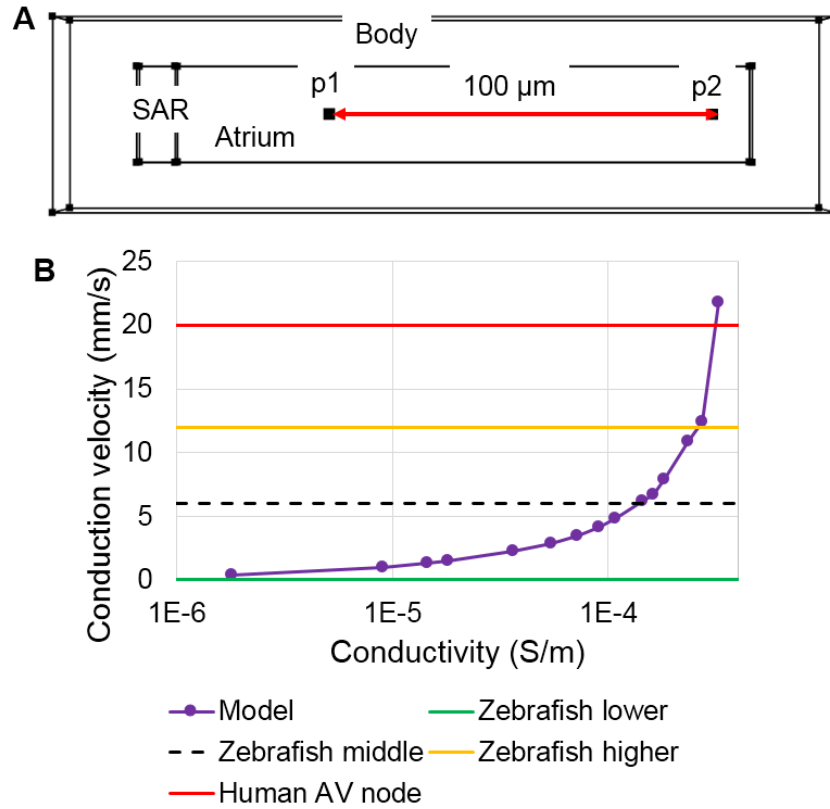 A
Body
p1
100 µm
p2
SAR
Atrium
B
Conduction velocity (mm/s)
25
20
15
10
5
0
1E-6
1E-5
1E-4
Conductivity (S/m)
Model
Zebrafish lower
Zebrafish middle
Zebrafish higher
Human AV node